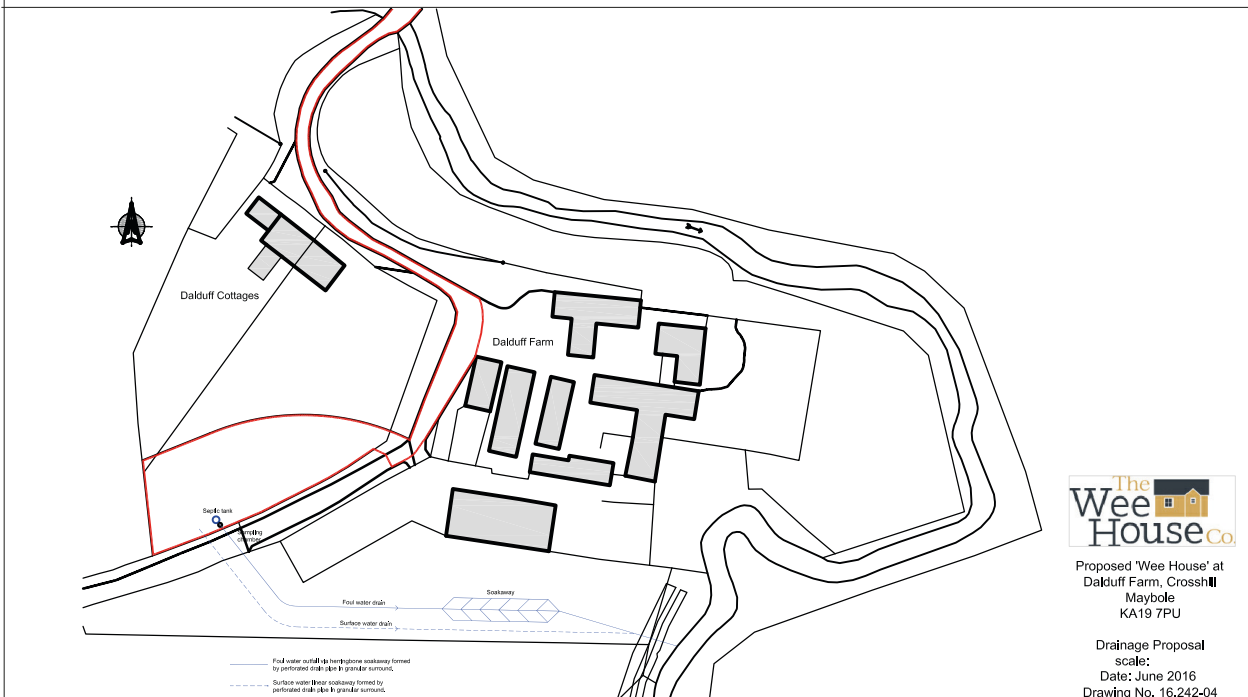 Dalduff Cottages
Dalduff Farm
Septic tank
Sampling
chamber
Foul water drain
Soakaway
Surface water drain
Foul water outfall via herringbone soakaway formed
by perforated drain pipe in granular surround.
Surface water linear soakaway formed by
perforated drain pipe in granular surround.
The
Wee
House Co.
Proposed 'Wee House' at
Dalduff Farm, Crosshill
Maybole
KA19 7PU
Drainage Proposal
scale:
Date: June 2016
Drawing No. 16.242-04